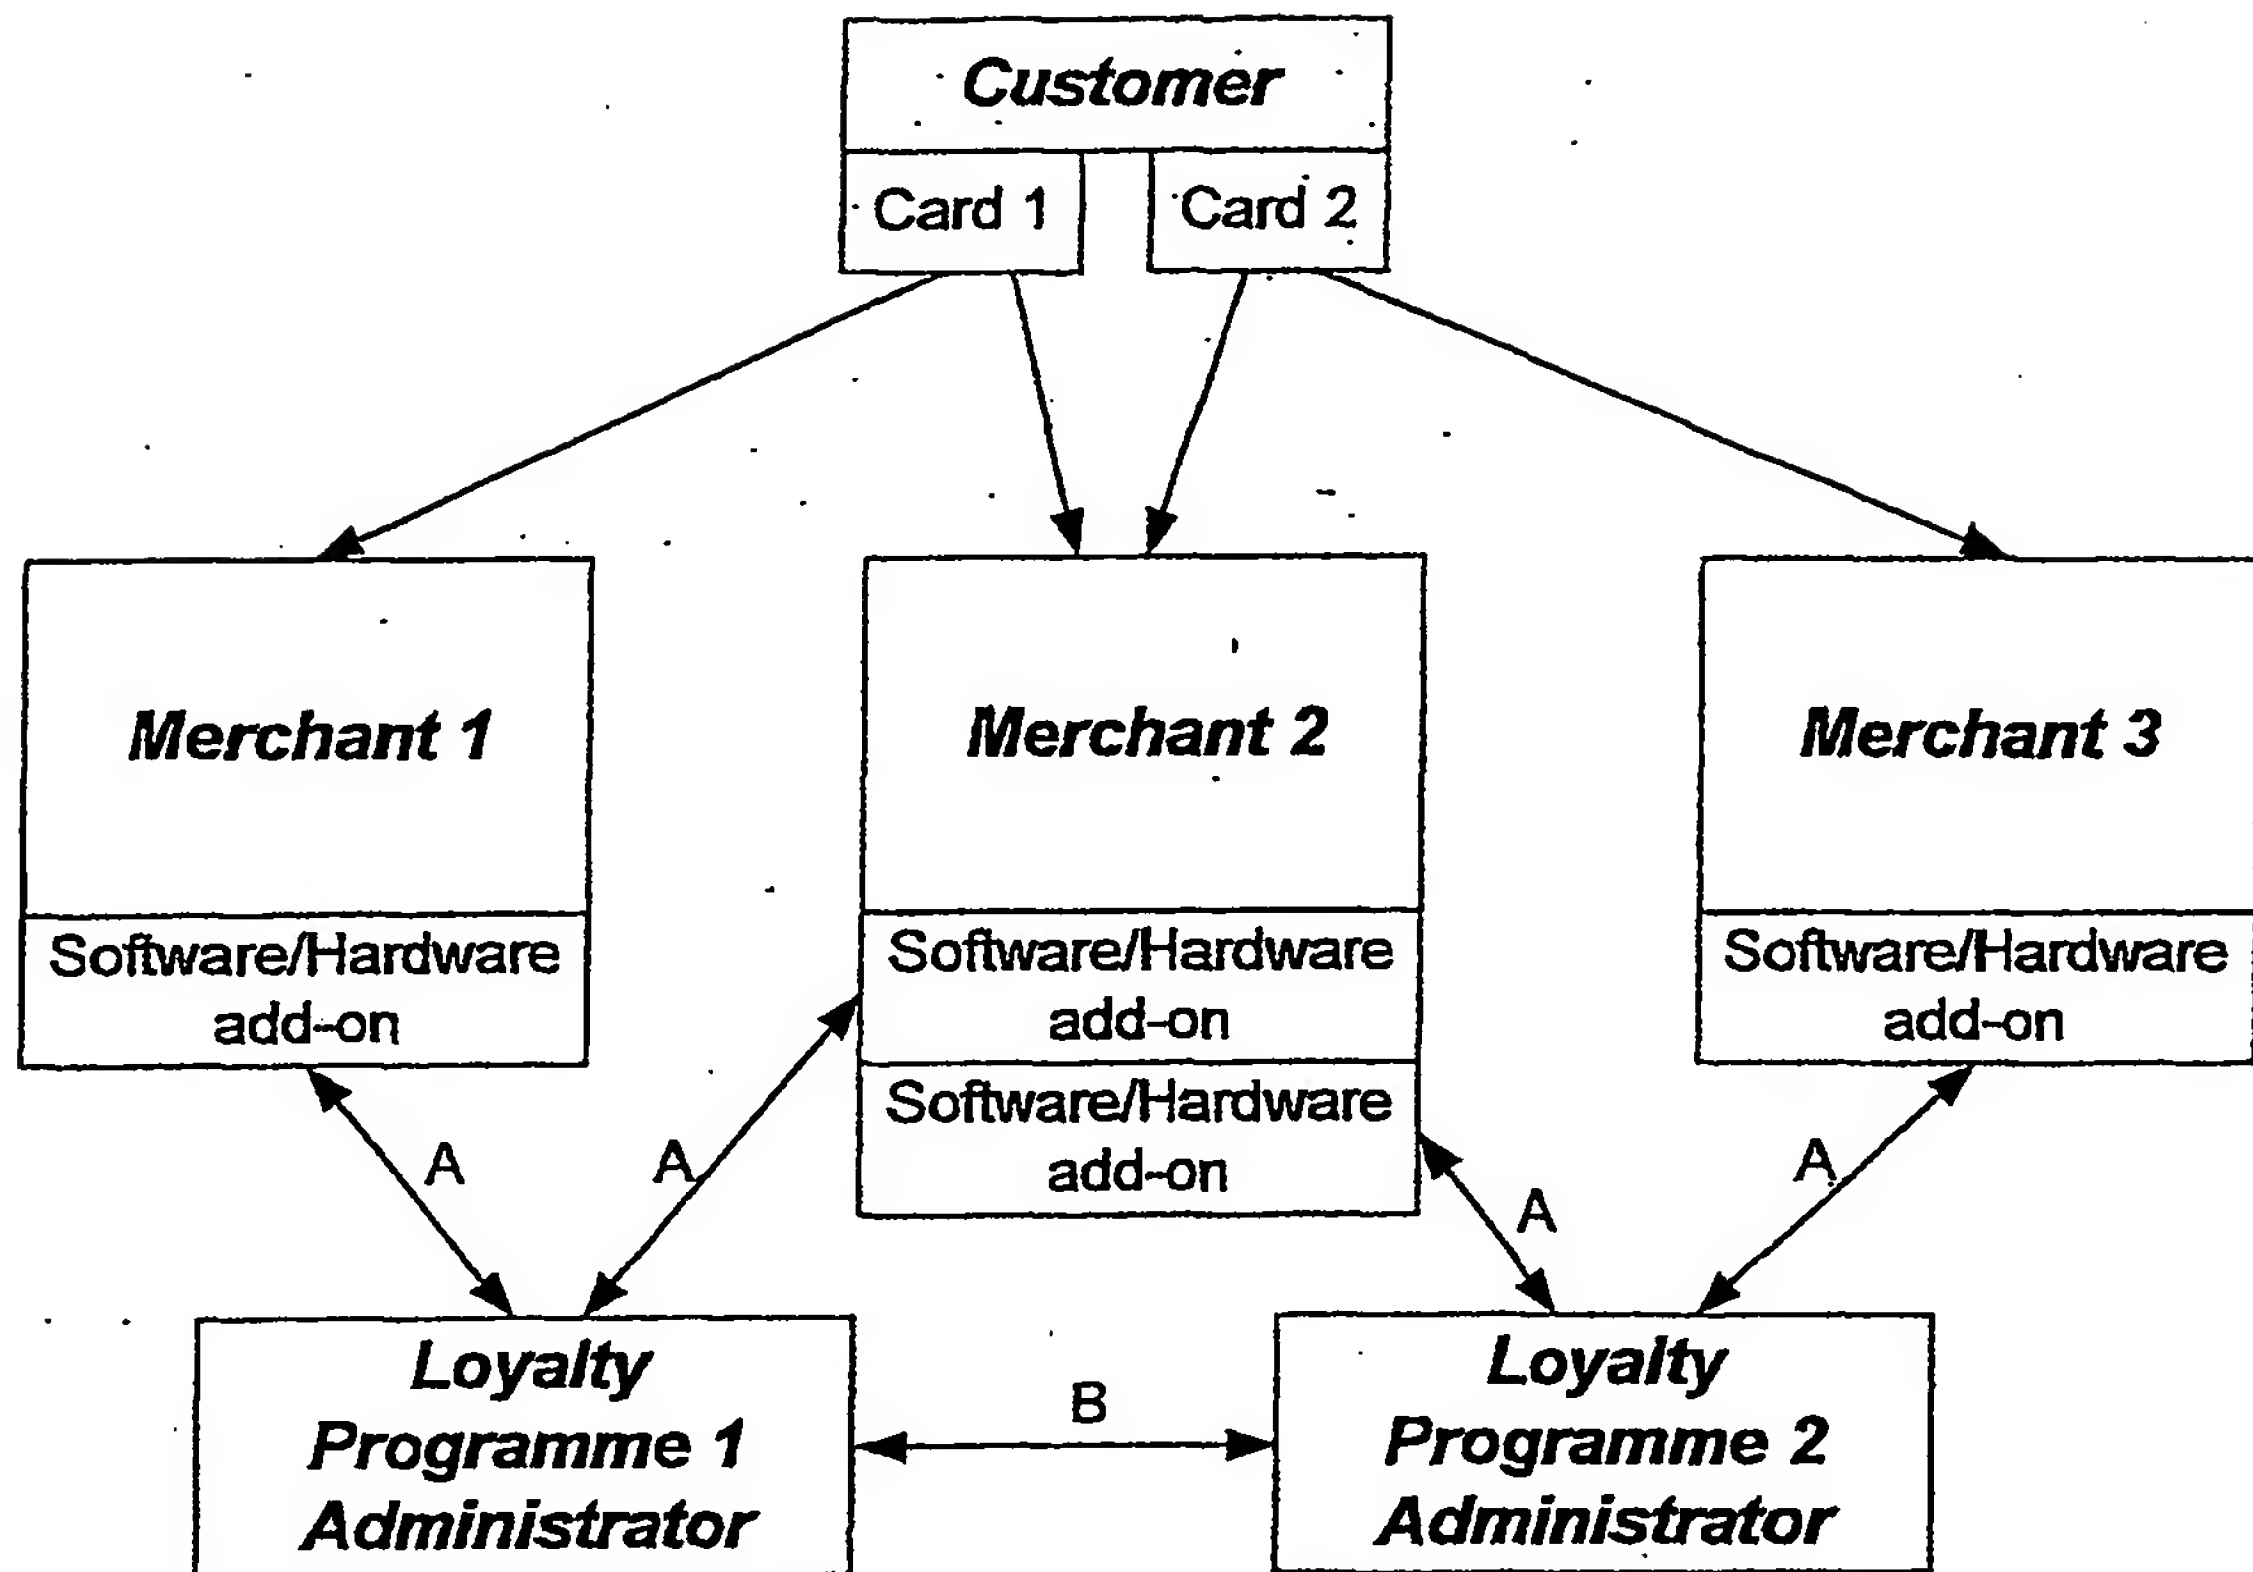 Customer
Card 1
Card 2
Merchant 1
Merchant 2
Merchant 3
Software/Hardware
add-on
Software/Hardware
add-on
Software/Hardware
add-on
Software/Hardware
add-on
A
A
A
A
B
Loyalty
Programme 1
Administrator
Loyalty
Programme 2
Administrator